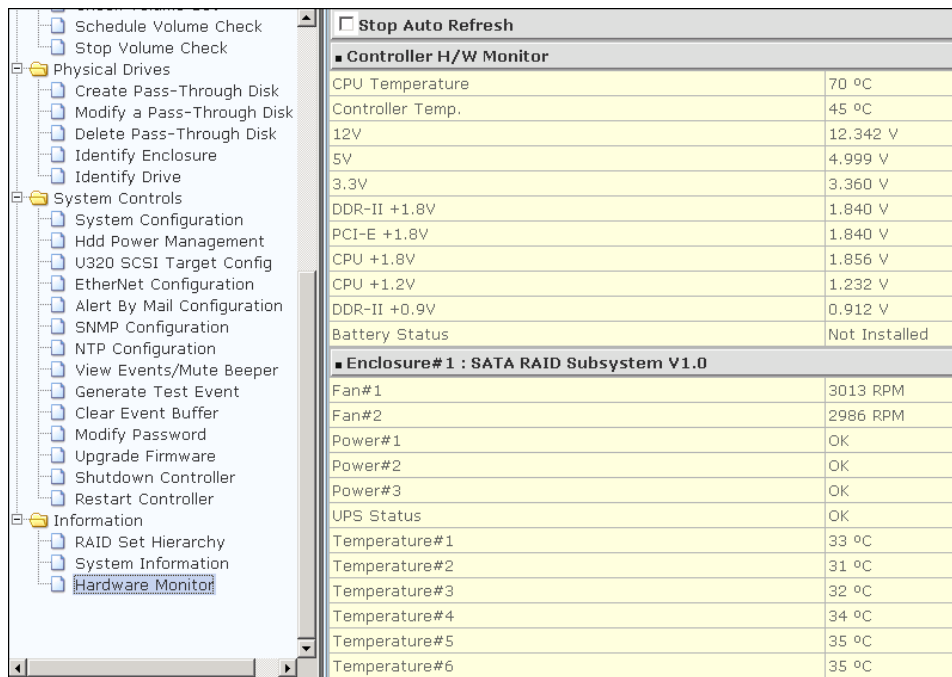 Schedule Volume Check
Stop Volume Check
Physical Drives
Create Pass-Through Disk
Modify a Pass-Through Disk
Delete Pass-Through Disk
Identify Enclosure
Identify Drive
System Controls
System Configuration
Hdd Power Management
U320 SCSI Target Config
EtherNet Configuration
Alert By Mail Configuration
SNMP Configuration
NTP Configuration
View Events/Mute Beeper
Generate Test Event
Clear Event Buffer
Modify Password
Upgrade Firmware
Shutdown Controller
Restart Controller
Information
RAID Set Hierarchy
System Information
Hardware Monitor
Stop Auto Refresh
Controller H/W Monitor
CPU Temperature 70 ºC
Controller Temp. 45 ºC
12V 12.342 V
5V 4.999 V
3.3V 3.360 V
DDR-II +1.8V 1.840 V
PCI-E +1.8V 1.840 V
CPU +1.8V 1.856 V
CPU +1.2V 1.232 V
DDR-II +0.9V 0.912 V
Battery Status Not Installed
Enclosure#1 : SATA RAID Subsystem V1.0
Fan#1 3013 RPM
Fan#2 2986 RPM
Power#1 OK
Power#2 OK
Power#3 OK
UPS Status OK
Temperature#1 33 ºC
Temperature#2 31 ºC
Temperature#3 32 ºC
Temperature#4 34 ºC
Temperature#5 35 ºC
Temperature#6 35 ºC